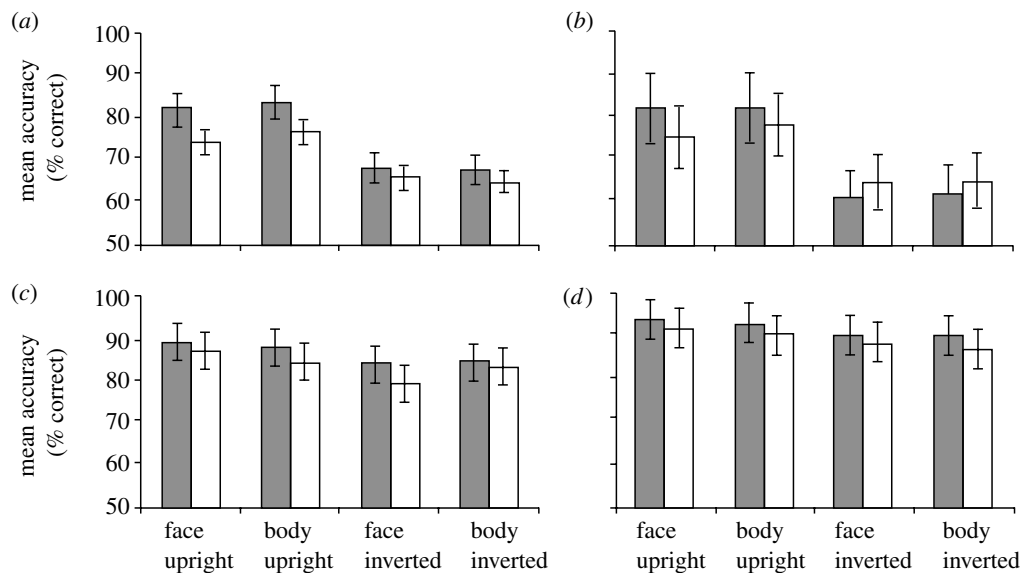 (a)
100
90
80
70
60
50
mean accuracy
(% correct)
(b)
(c)
100
90
80
70
60
50
mean accuracy
(% correct)
face
upright
body
upright
face
inverted
body
inverted
(d)
face
upright
body
upright
face
inverted
body
inverted